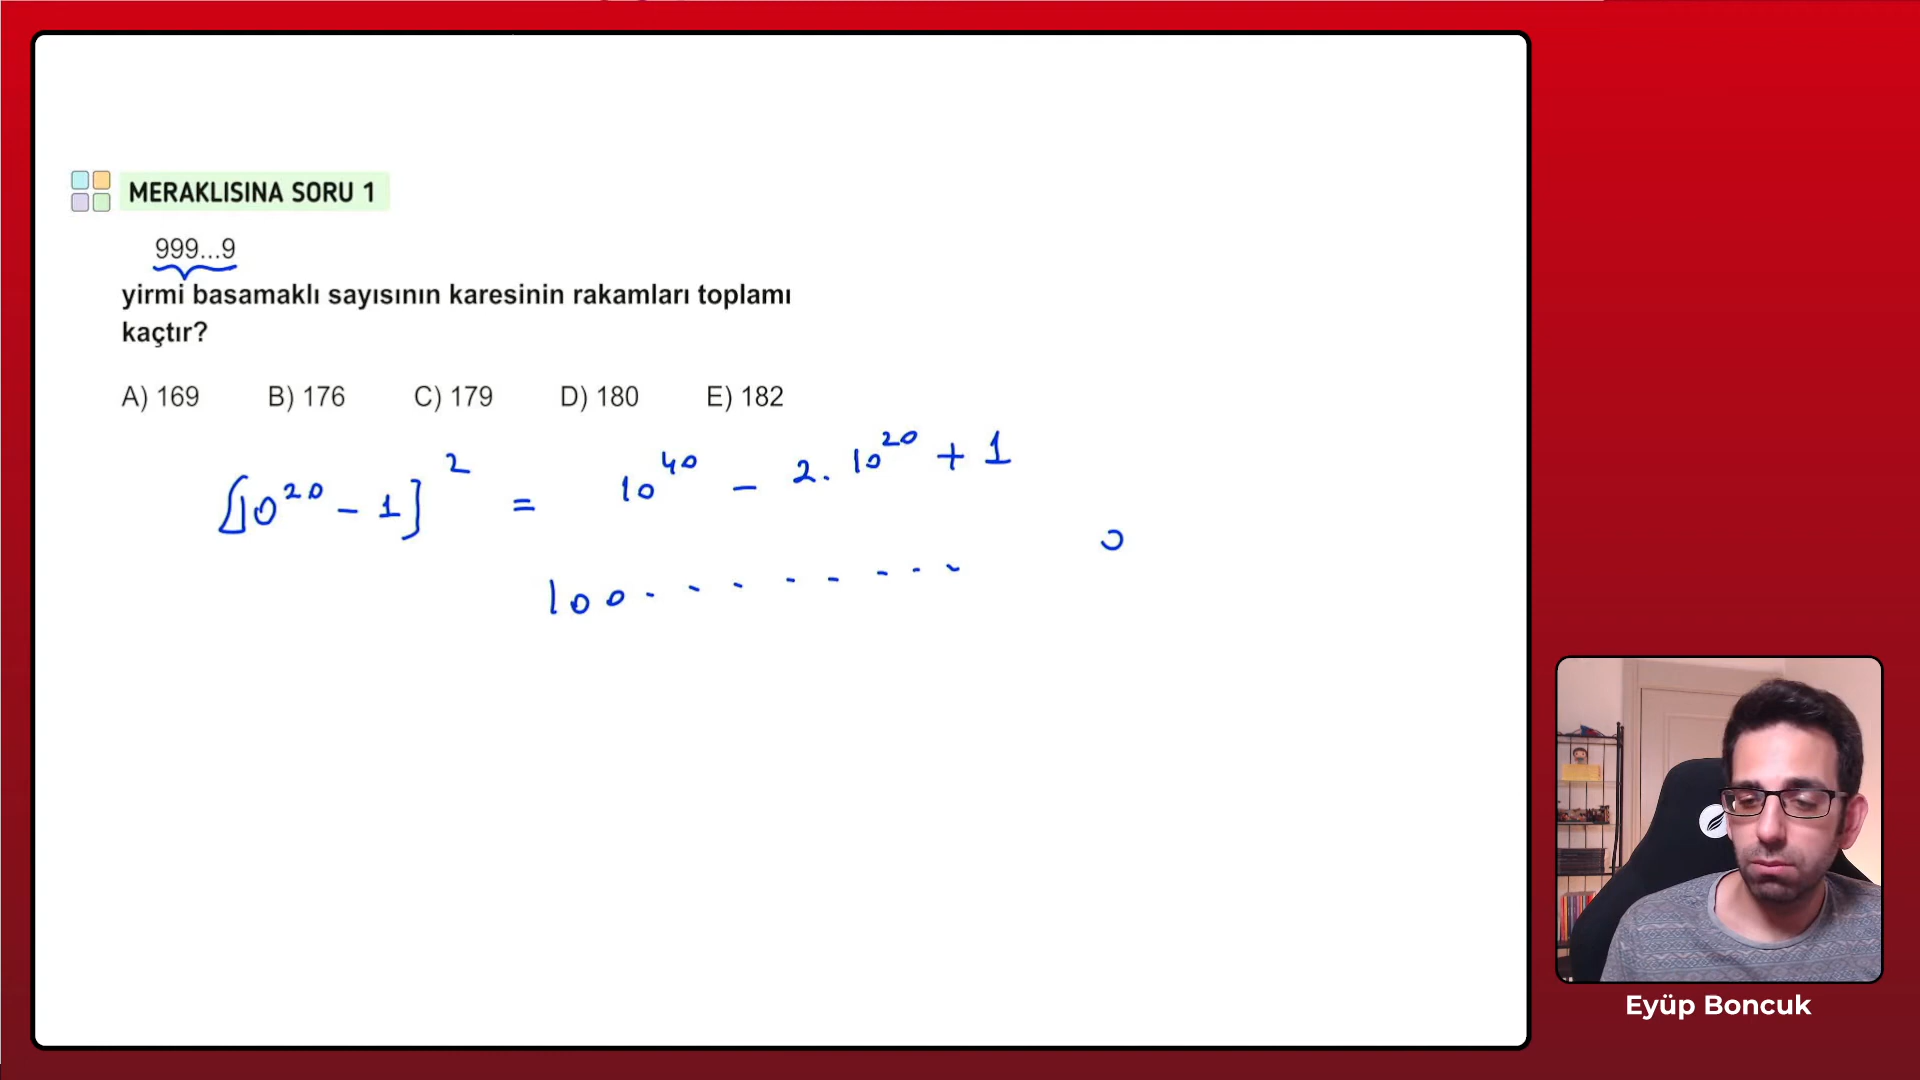 MERAKLISINA SORU 1
999...9
yirmi basamaklı sayısının karesinin rakamları toplamı
kaçtır?
A) 169 B) 176 C) 179 D) 180 E) 182
[10²⁰ - 1]² = 10⁴⁰ - 2. 10²⁰ + 1
100.........
Eyüp Boncuk